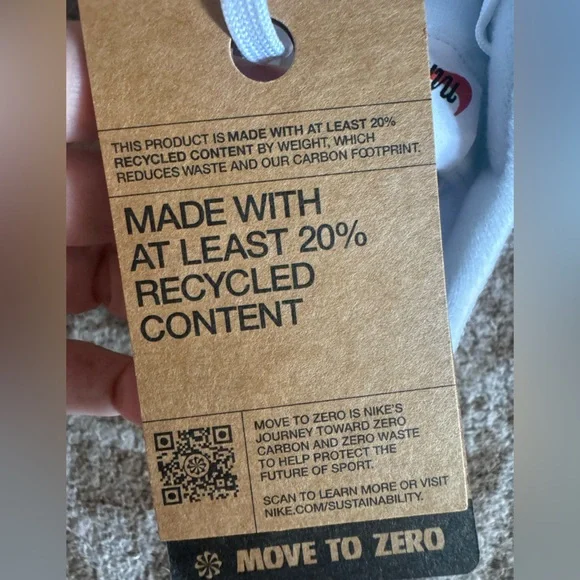 THIS PRODUCT IS MADE WITH AT LEAST 20%
RECYCLED CONTENT BY WEIGHT, WHICH
REDUCES WASTE AND OUR CARBON FOOTPRINT.
MADE WITH
AT LEAST 20%
RECYCLED
CONTENT
MOVE TO ZERO IS NIKE'S
JOURNEY TOWARD ZERO
CARBON AND ZERO WASTE
TO HELP PROTECT THE
FUTURE OF SPORT.
SCAN TO LEARN MORE OR VISIT
NIKE.COM/SUSTAINABILITY.
MOVE TO ZERO